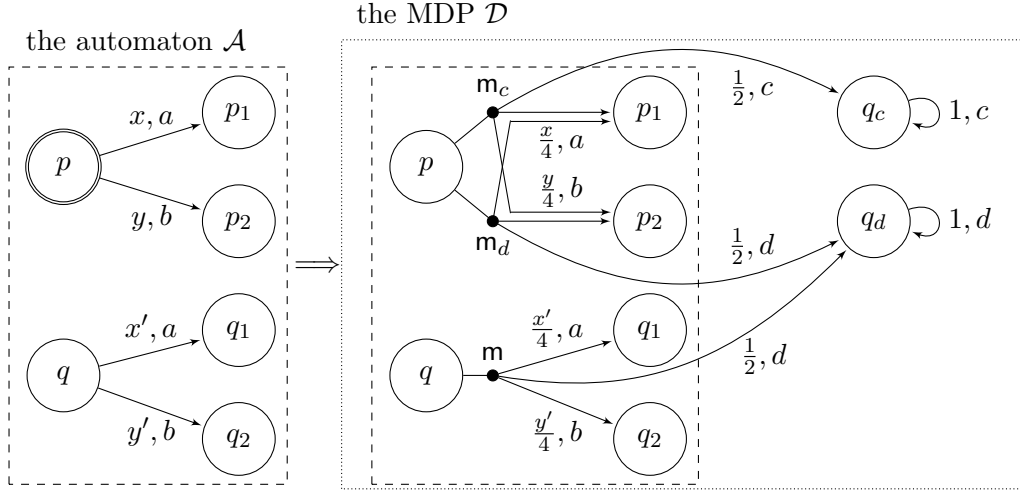 the MDP 𝒟
the automaton 𝒜
p
x, a
p₁
y, b
p₂
q
x′, a
q₁
y′, b
q₂
⟹
p
m_c
m_d
x/4, a
y/4, b
p₁
p₂
1/2, c
q_c
1, c
1/2, d
q_d
1, d
q
m
x′/4, a
q₁
y′/4, b
q₂
1/2, d